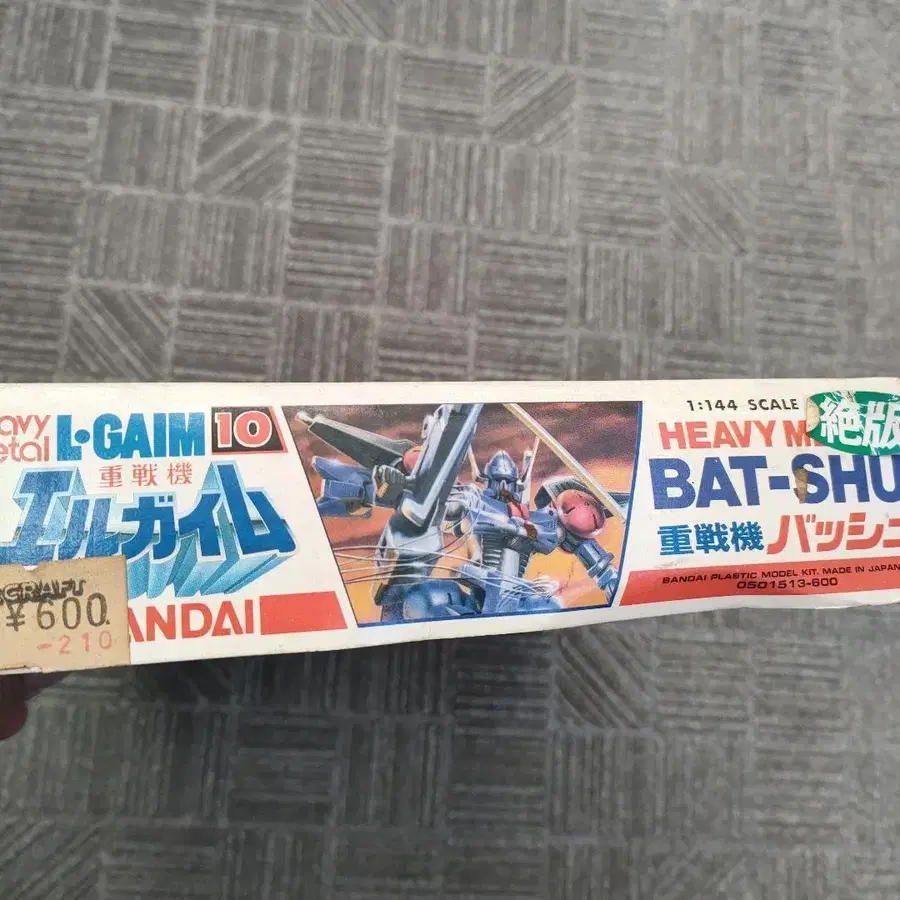 eavy
etal
L·GAIM 10
重戦機
エルガイム
CRAFT
¥600
-210
ANDAI
1:144 SCALE
絶版
HEAVY M
BAT-SHU
重戦機 バッシュ
BANDAI PLASTIC MODEL KIT. MADE IN JAPAN
0501513-600